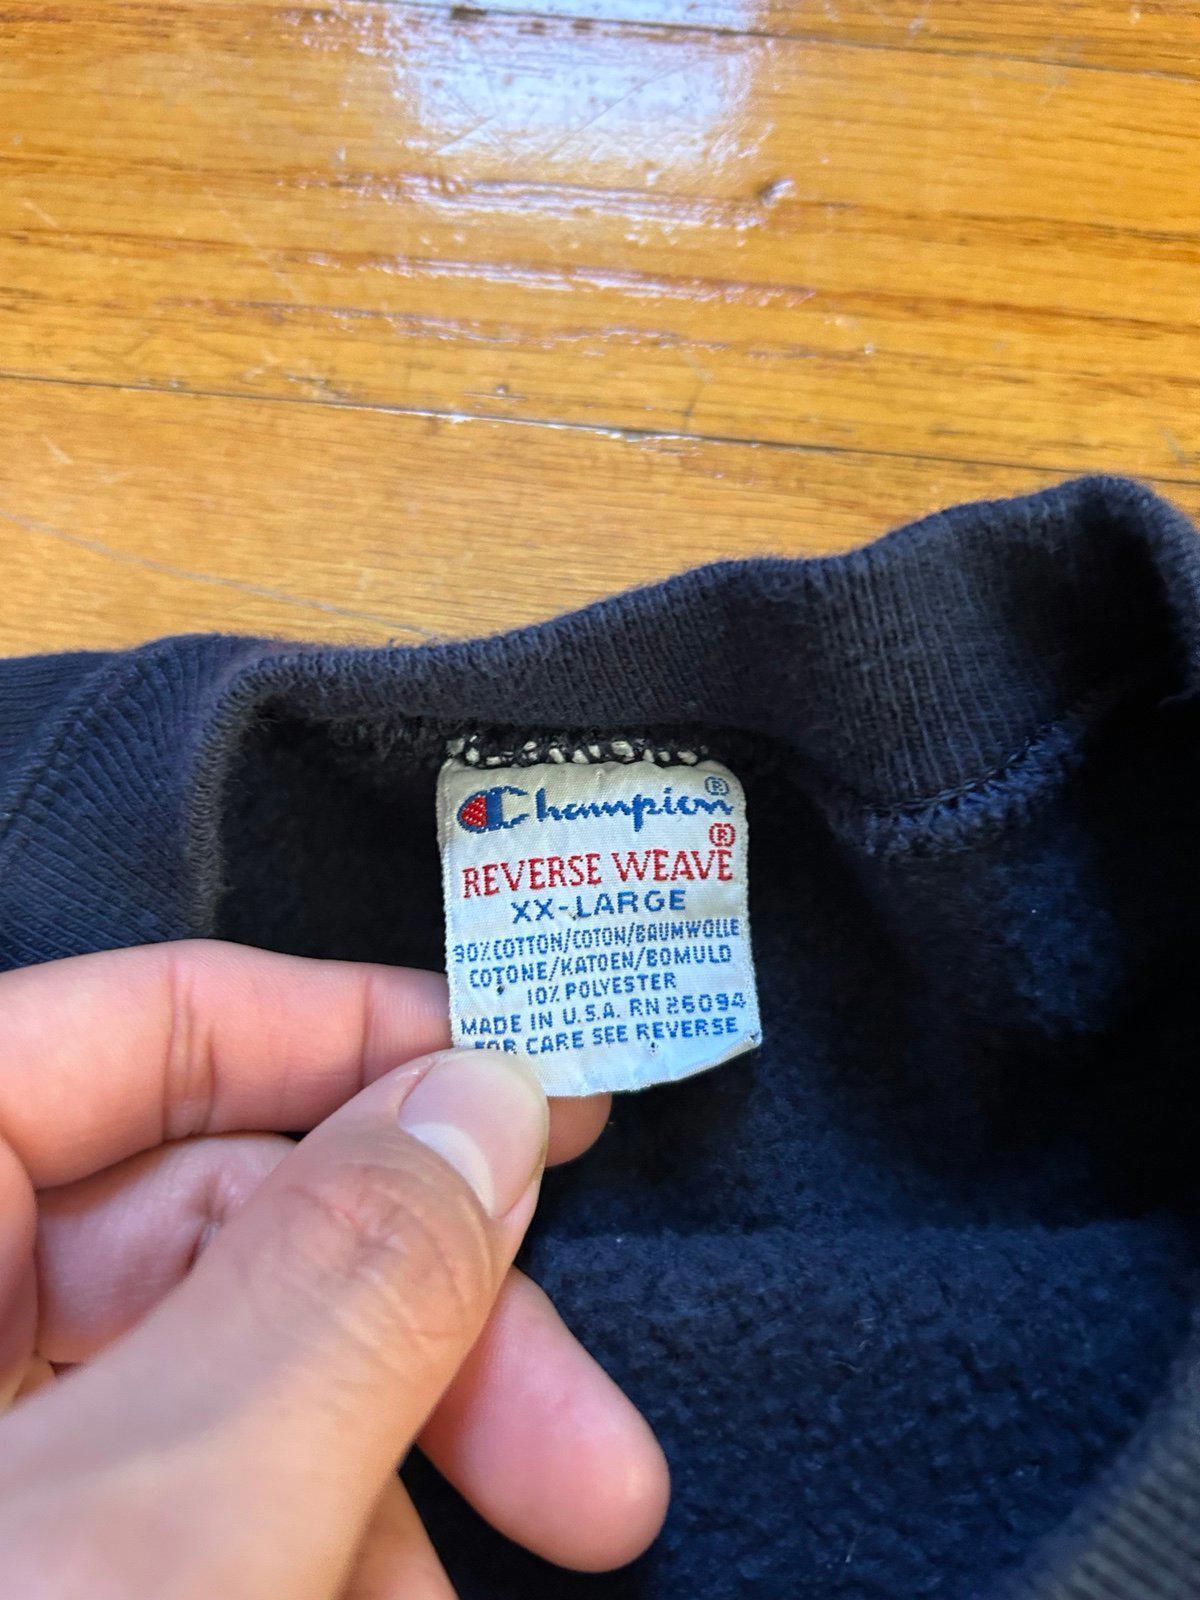 Champion®
®
REVERSE WEAVE
XX-LARGE
90%COTTON/COTON/BAUMWOLLE
COTONE/KATOEN/BOMULD
10% POLYESTER
MADE IN U.S.A. RN 26094
FOR CARE SEE REVERSE